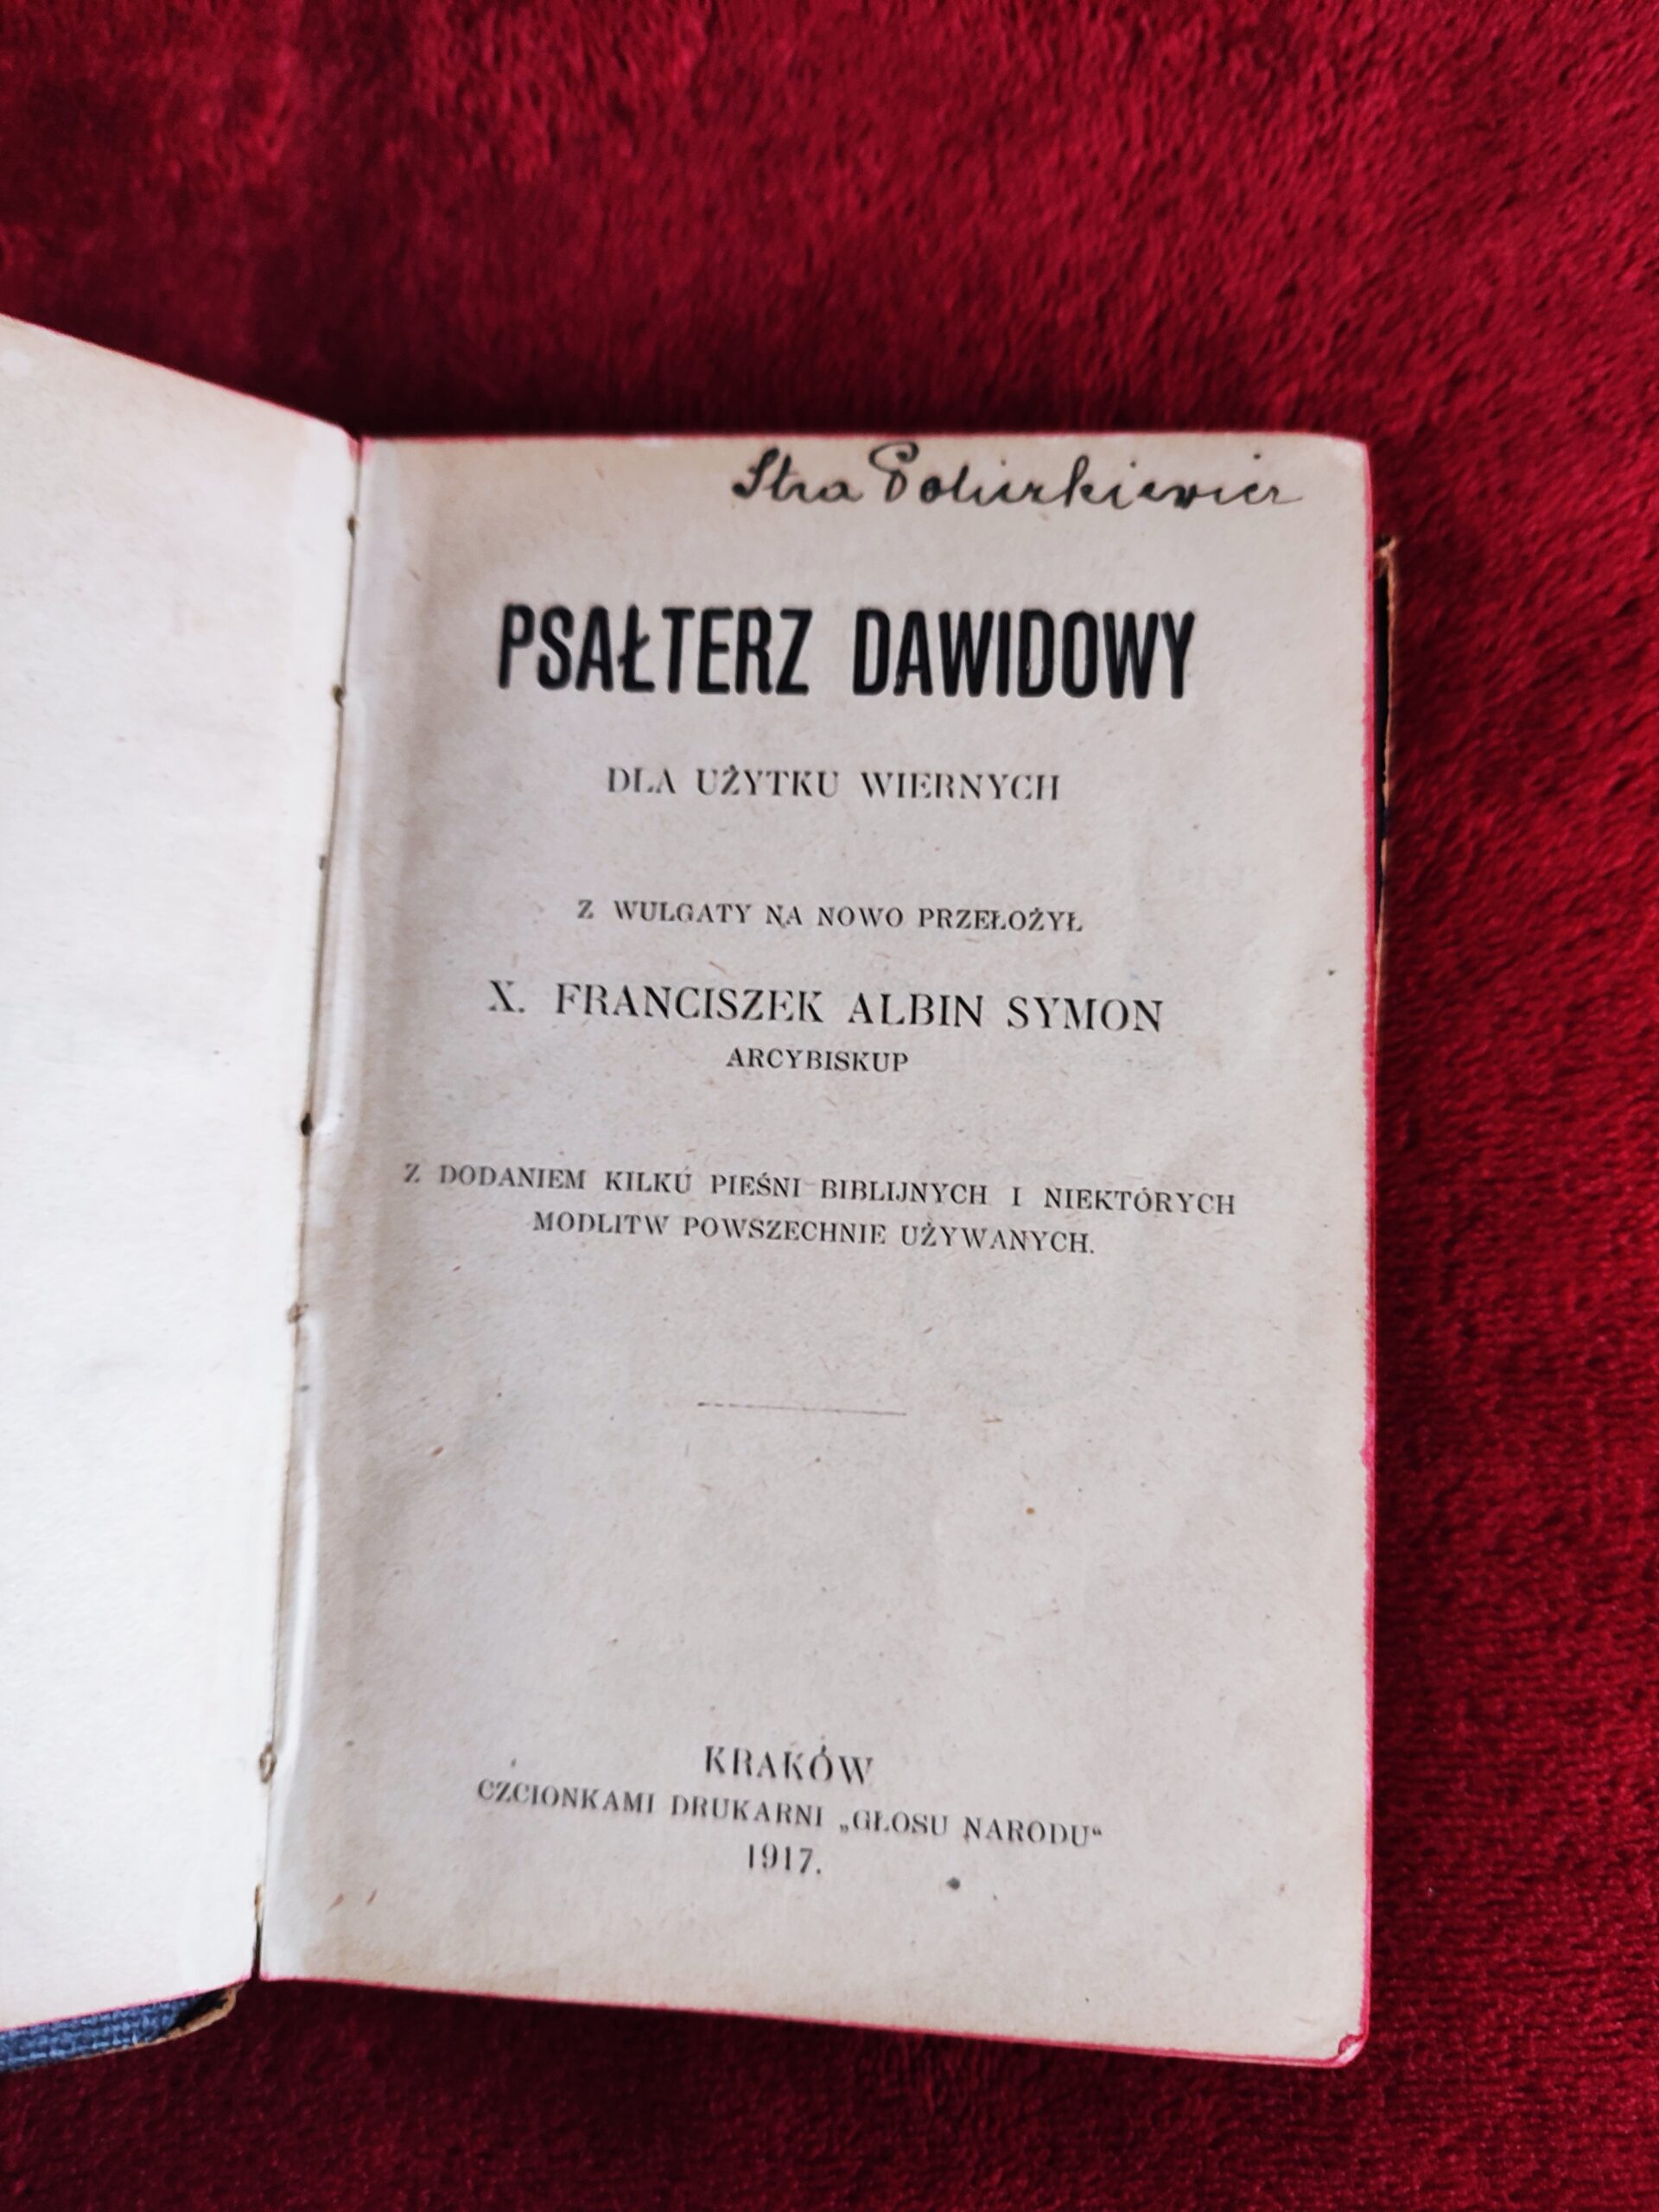 Stra
PSAŁTERZ DAWIDOWY
DLA UŻYTKU WIERNYCH
Z WULGATY NA NOWO PRZEŁOŻYŁ
X. FRANCISZEK ALBIN SYMON
ARCYBISKUP
Z DODANIEM KILKU PIEŚNI BIBLIJNYCH I NIEKTÓRYCH
MODLITW POWSZECHNIE UŻYWANYCH.
KRAKÓW
CZCIONKAMI DRUKARNI „GŁOSU NARODU“
1917.